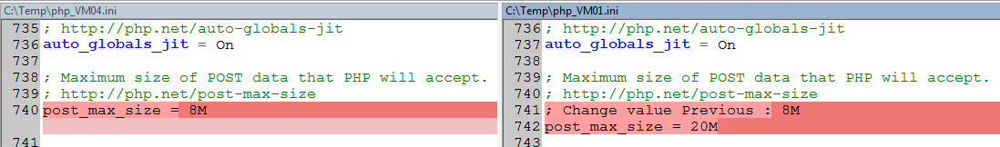 C:\Temp\php_VM04.ini
735 ; http://php.net/auto-globals-jit
736 auto_globals_jit = On
737
738 ; Maximum size of POST data that PHP will accept.
739 ; http://php.net/post-max-size
740 post_max_size = 8M
741
C:\Temp\php_VM01.ini
736 ; http://php.net/auto-globals-jit
737 auto_globals_jit = On
738
739 ; Maximum size of POST data that PHP will accept.
740 ; http://php.net/post-max-size
741 ; Change value Previous : 8M
742 post_max_size = 20M
743